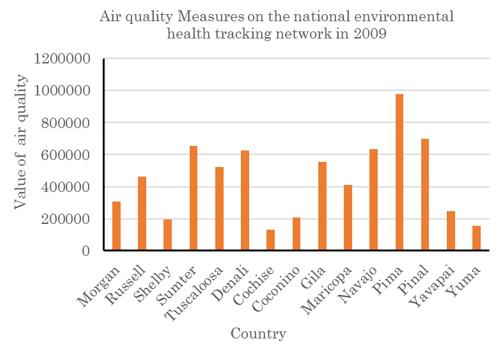 Air quality Measures on the national environmental
health tracking network in 2009
Value of air quality
1200000
1000000
800000
600000
400000
200000
0
Morgan
Russell
Shelby
Sumter
Tuscaloosa
Denali
Cochise
Coconino
Gila
Maricopa
Navajo
Pima
Pinal
Yavapai
Yuma
Country